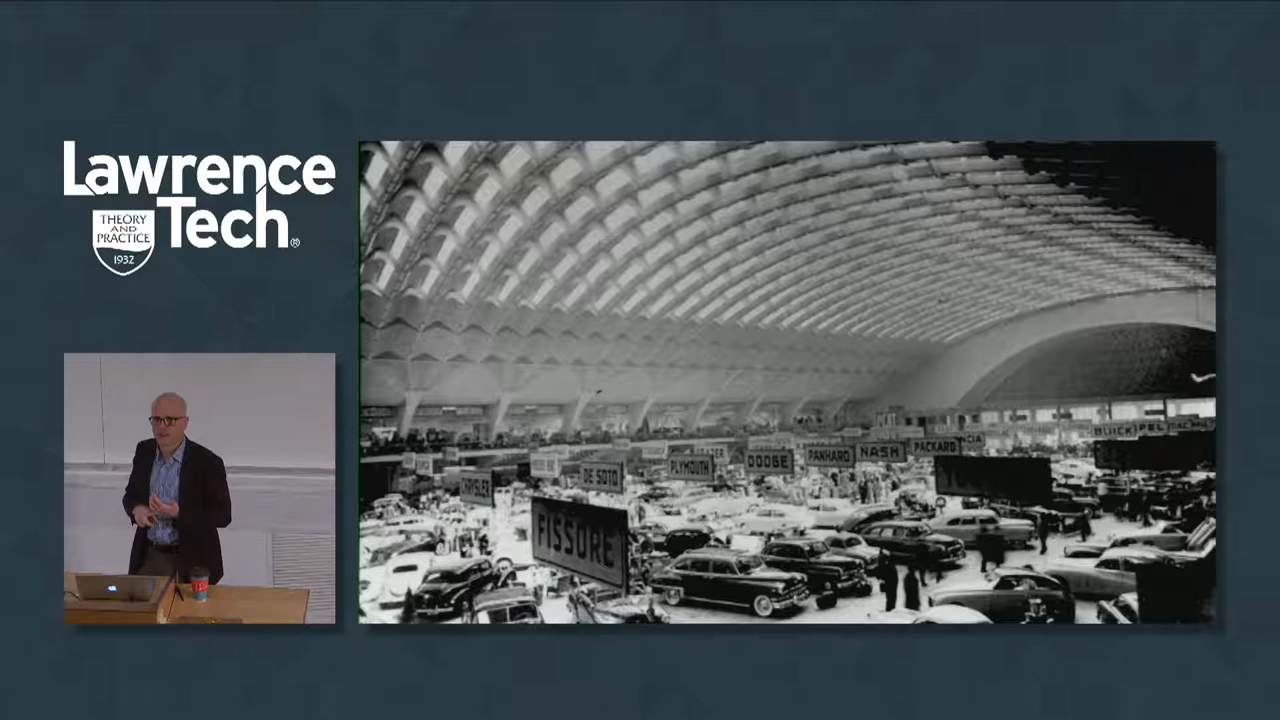 Lawrence
Tech®
THEORY
AND
PRACTICE
1932
CHRYSLER
DE SOTO
PLYMOUTH
DODGE
PANHARD
NASH
PACKARD
FISSORE
BUICK